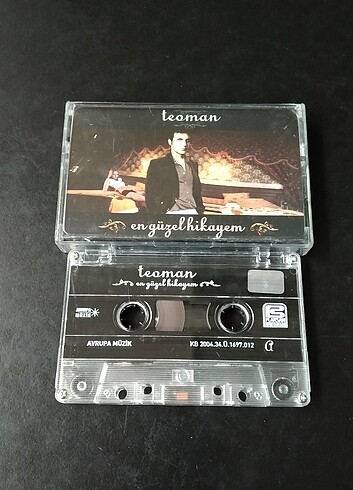 teoman
en güzel hikayem
teoman
en güzel hikayem
AVRUPA MÜZİK
KB 2004.34.Ü.1697.012